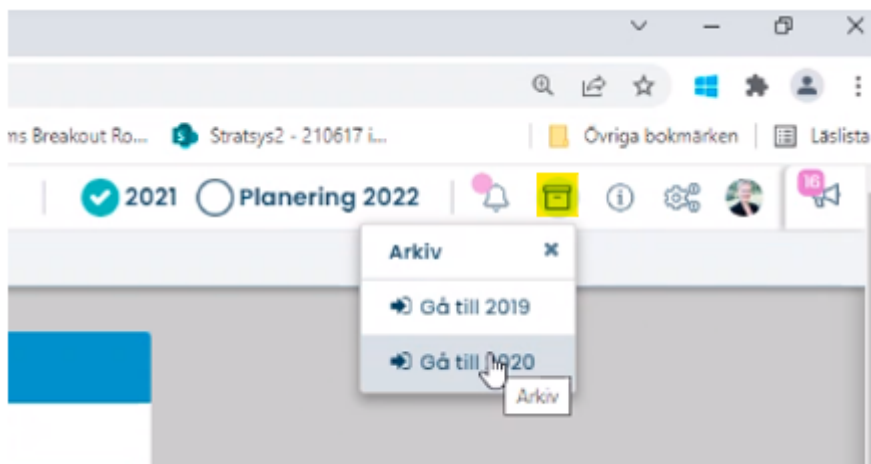 ms Breakout Ro... Stratsys2 - 210617 i... Övriga bokmärken Läslista
2021 Planering 2022 16
Arkiv
Gå till 2019
Gå till 2020
Arkiv